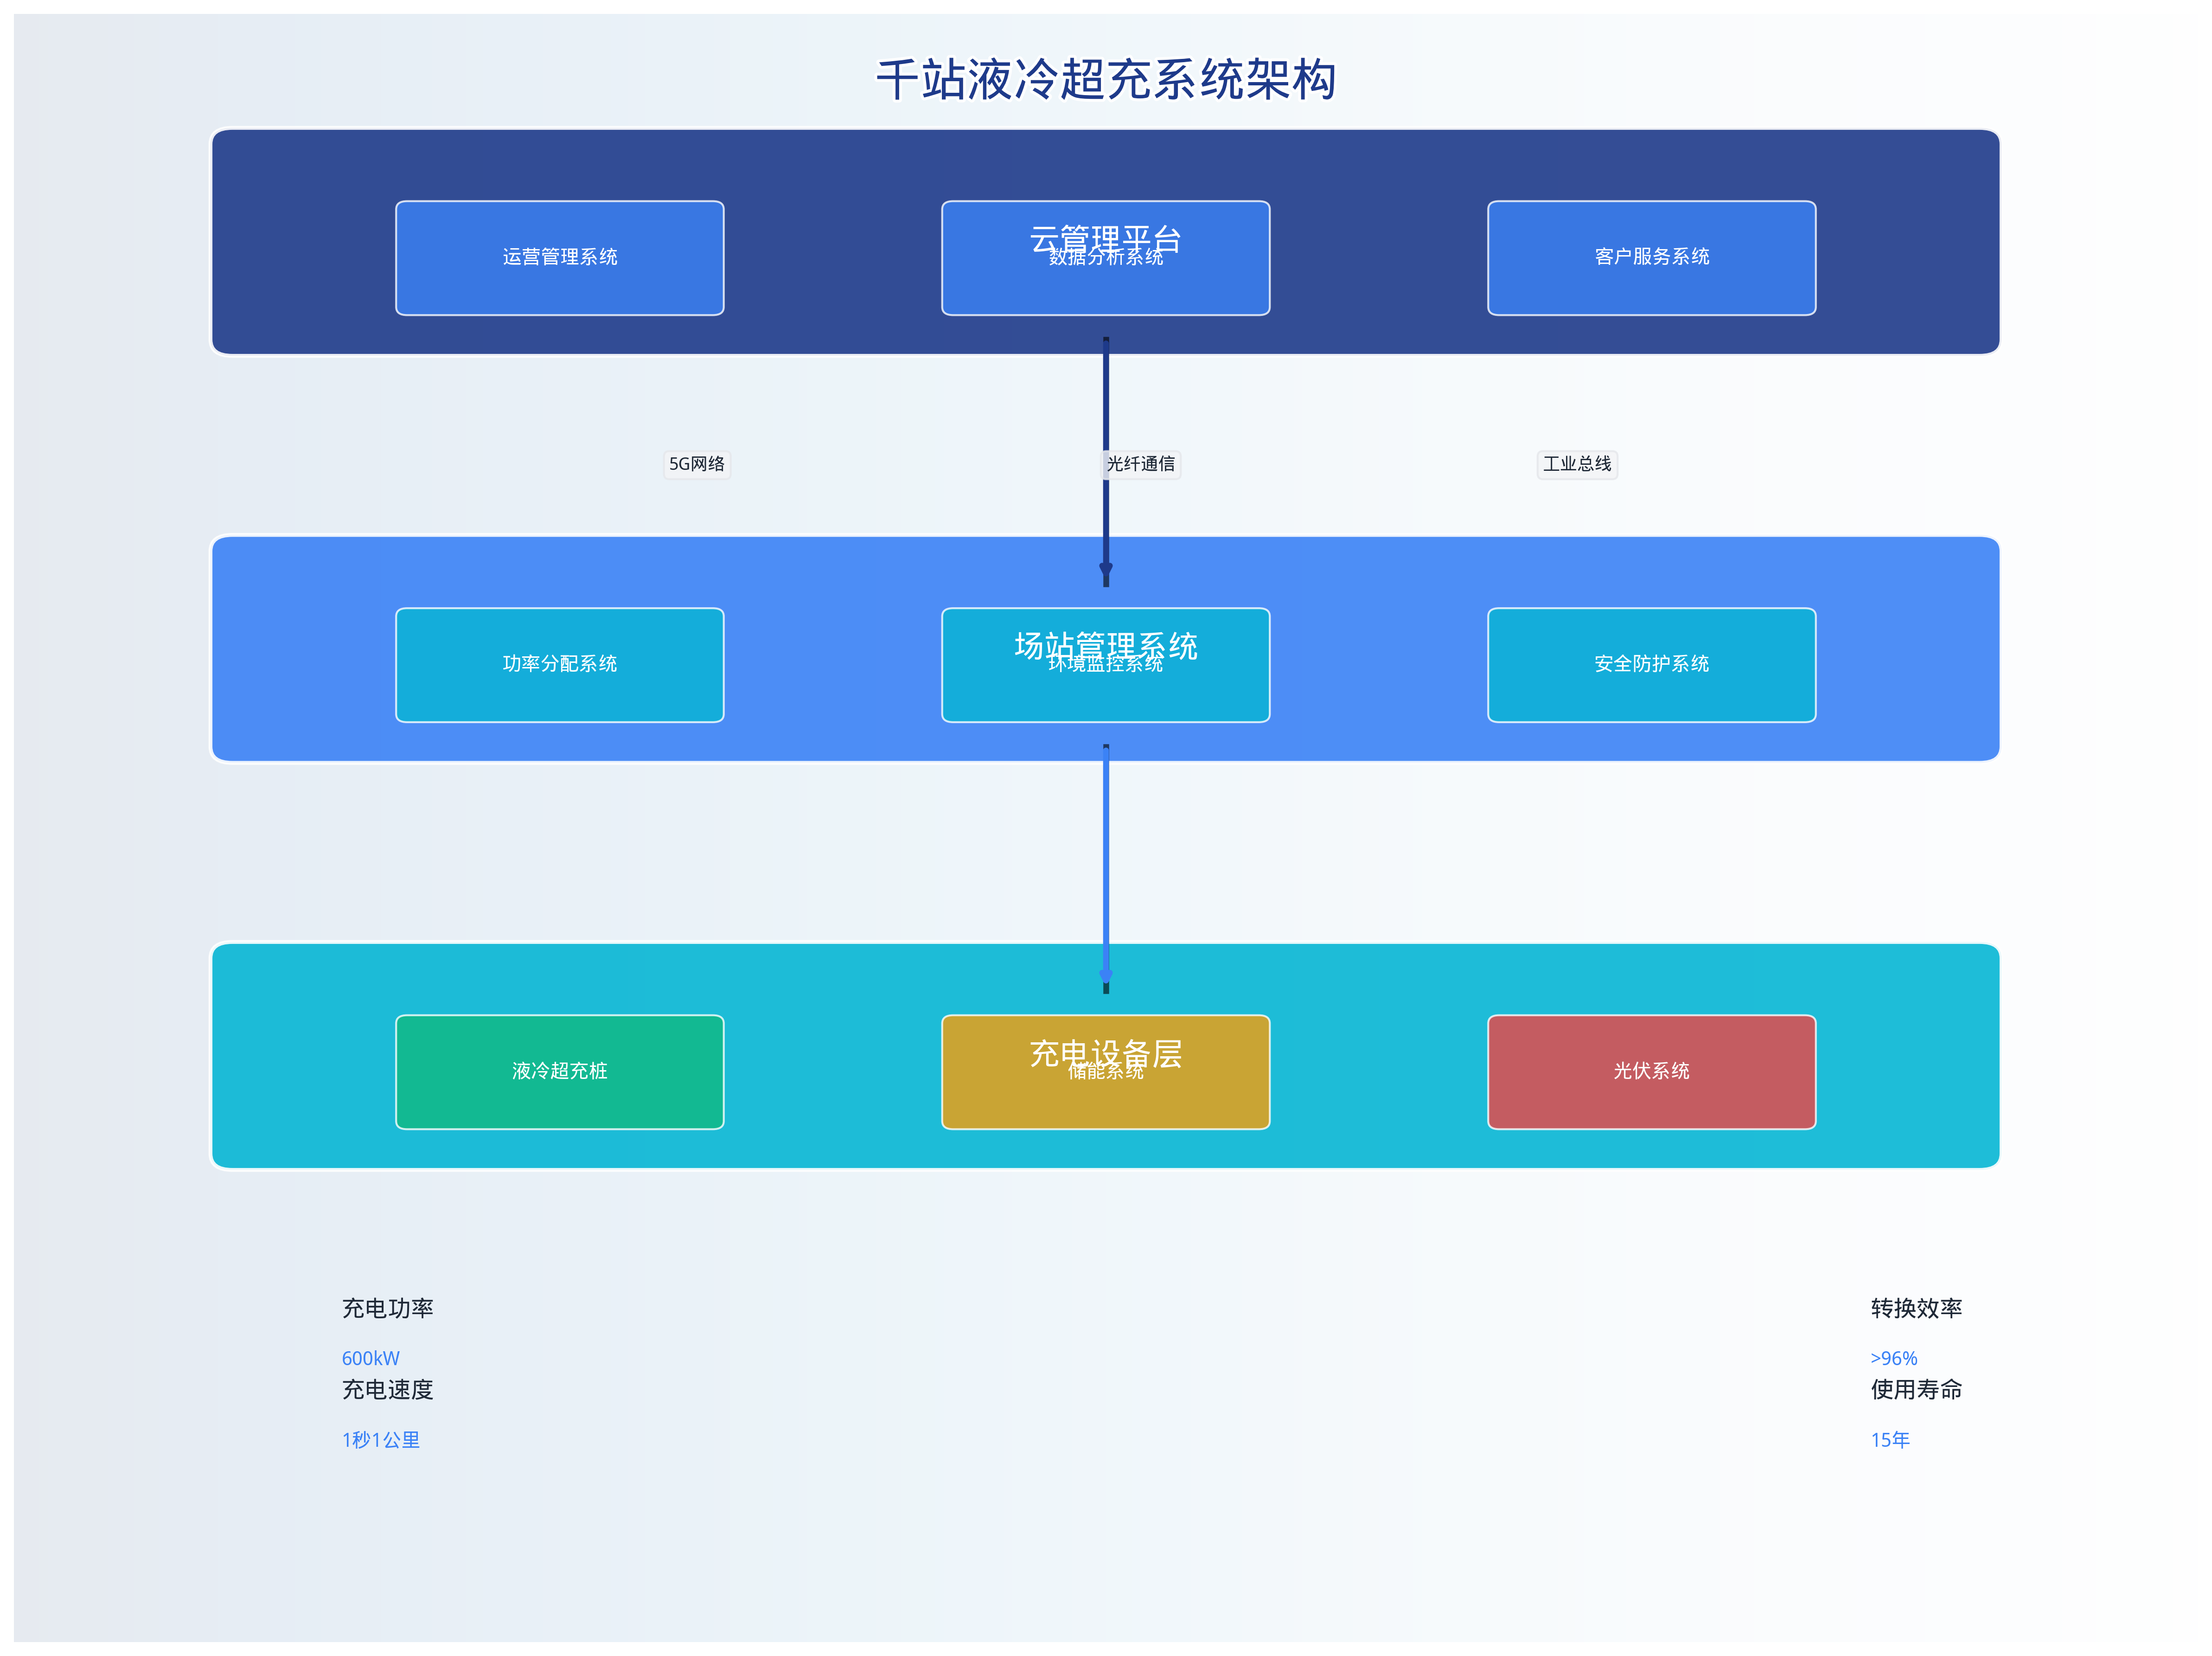 千站液冷超充系统架构
云管理平台
运营管理系统
数据分析系统
客户服务系统
5G网络
光纤通信
工业总线
场站管理系统
功率分配系统
环境监控系统
安全防护系统
充电设备层
液冷超充桩
储能系统
光伏系统
充电功率
600kW
充电速度
1秒1公里
转换效率
>96%
使用寿命
15年